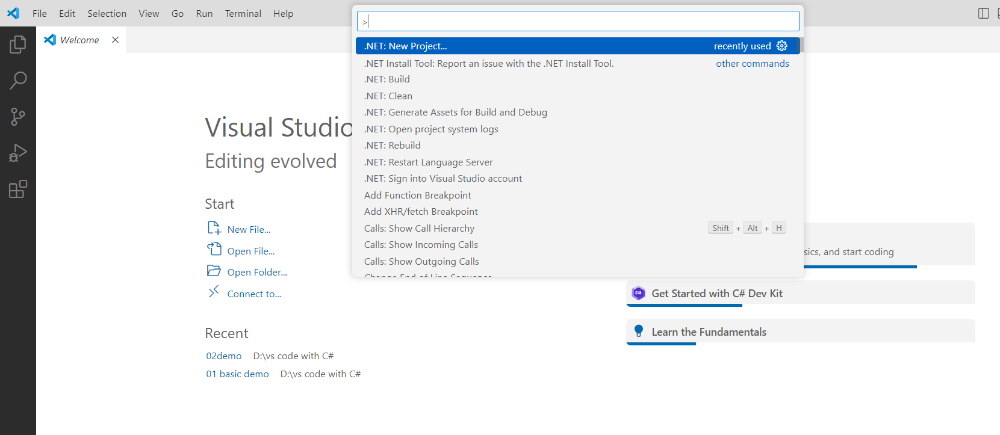 File Edit Selection View Go Run Terminal Help
>
Welcome
.NET: New Project... recently used
.NET Install Tool: Report an issue with the .NET Install Tool. other commands
.NET: Build
.NET: Clean
.NET: Generate Assets for Build and Debug
.NET: Open project system logs
.NET: Rebuild
.NET: Restart Language Server
.NET: Sign into Visual Studio account
Add Function Breakpoint
Add XHR/fetch Breakpoint
Calls: Show Call Hierarchy Shift + Alt + H
Calls: Show Incoming Calls
Calls: Show Outgoing Calls
Change End of Line Sequence
Visual Studio
Editing evolved
Start
New File...
Open File...
Open Folder...
Connect to...
Recent
02demo D:\vs code with C#
01 basic demo D:\vs code with C#
sics, and start coding
C# Get Started with C# Dev Kit
Learn the Fundamentals